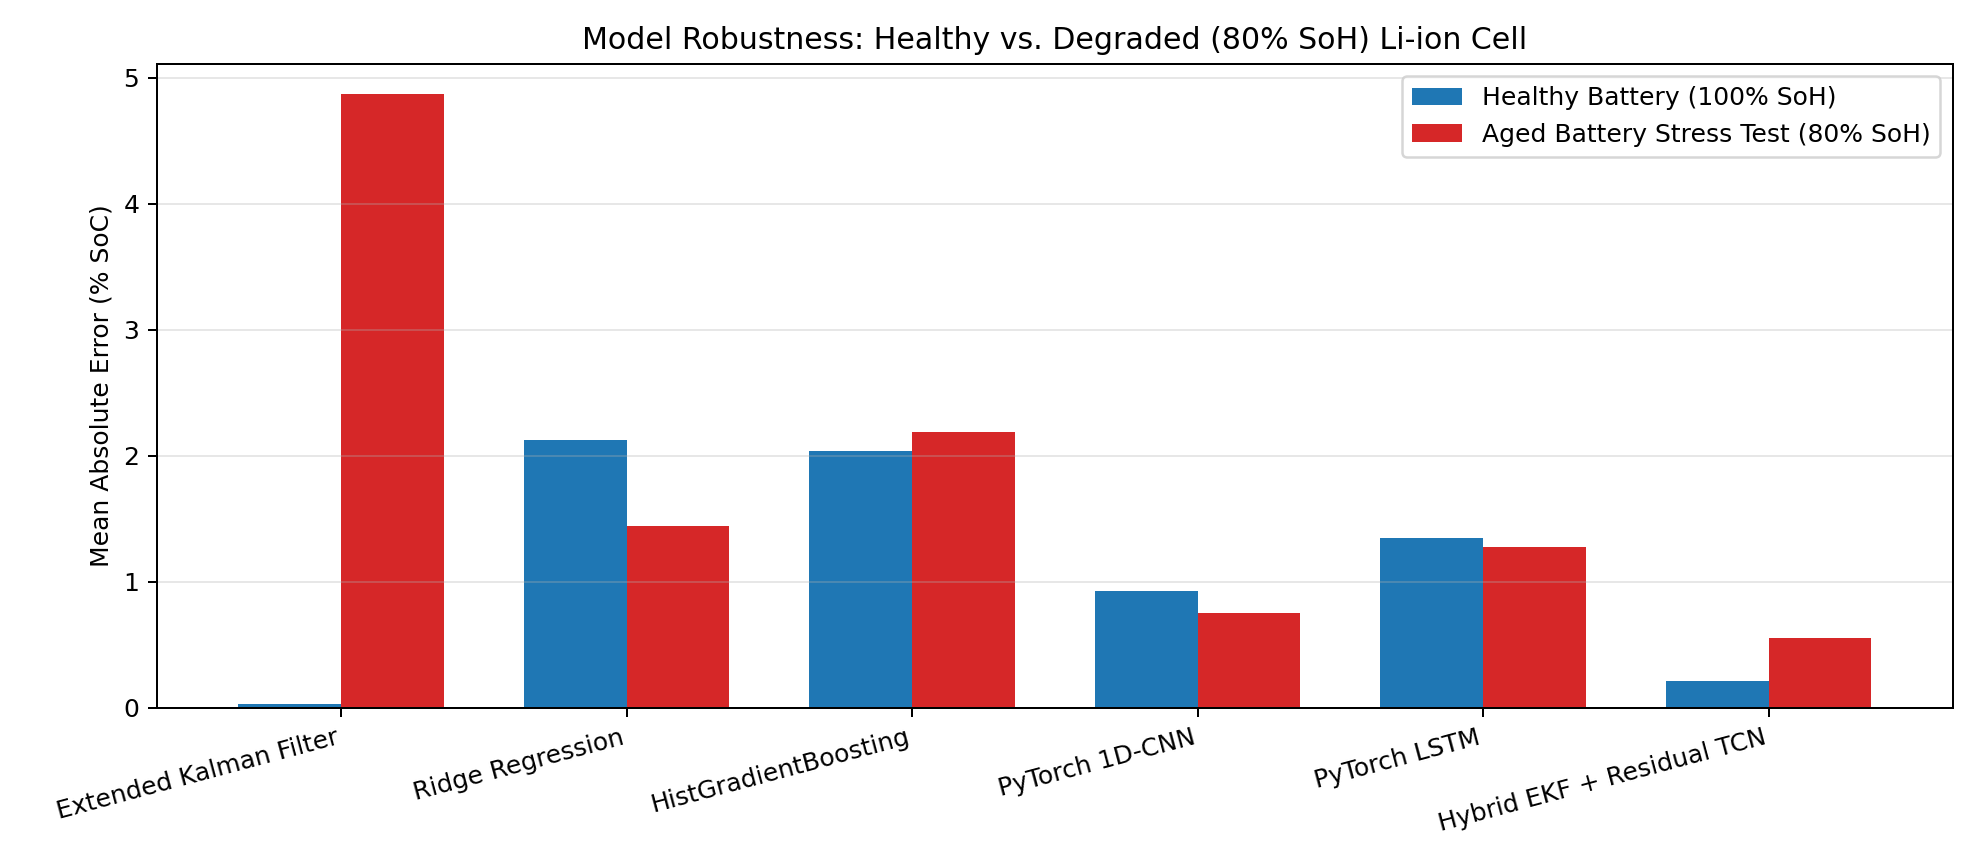 Model Robustness: Healthy vs. Degraded (80% SoH) Li-ion Cell
Healthy Battery (100% SoH)
Aged Battery Stress Test (80% SoH)
Mean Absolute Error (% SoC)
5
4
3
2
1
0
Extended Kalman Filter
Ridge Regression
HistGradientBoosting
PyTorch 1D-CNN
PyTorch LSTM
Hybrid EKF + Residual TCN